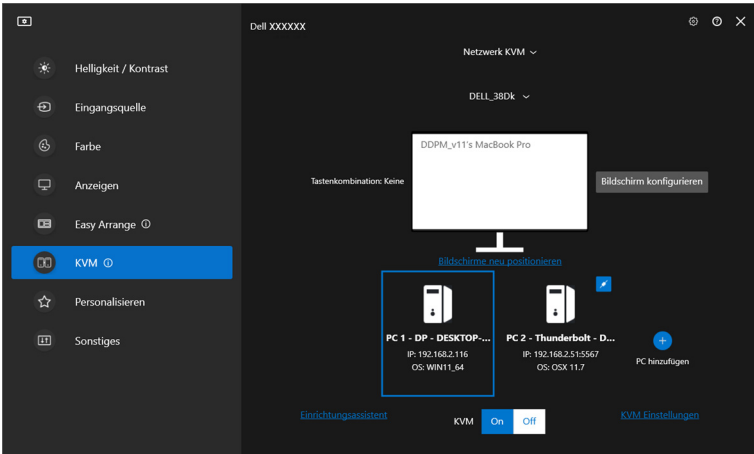 Dell XXXXXX
Helligkeit / Kontrast
Eingangsquelle
Farbe
Anzeigen
Easy Arrange
KVM
Personalisieren
Sonstiges
Netzwerk KVM
DELL_38Dk
DDPM_v11's MacBook Pro
Tastenkombination: Keine
Bildschirm konfigurieren
Bildschirme neu positionieren
PC 1 - DP - DESKTOP-...
IP: 192.168.2.116
OS: WIN11_64
PC 2 - Thunderbolt - D...
IP: 192.168.2.51:5567
OS: OSX 11.7
PC hinzufügen
Einrichtungsassistent
KVM
On
Off
KVM Einstellungen